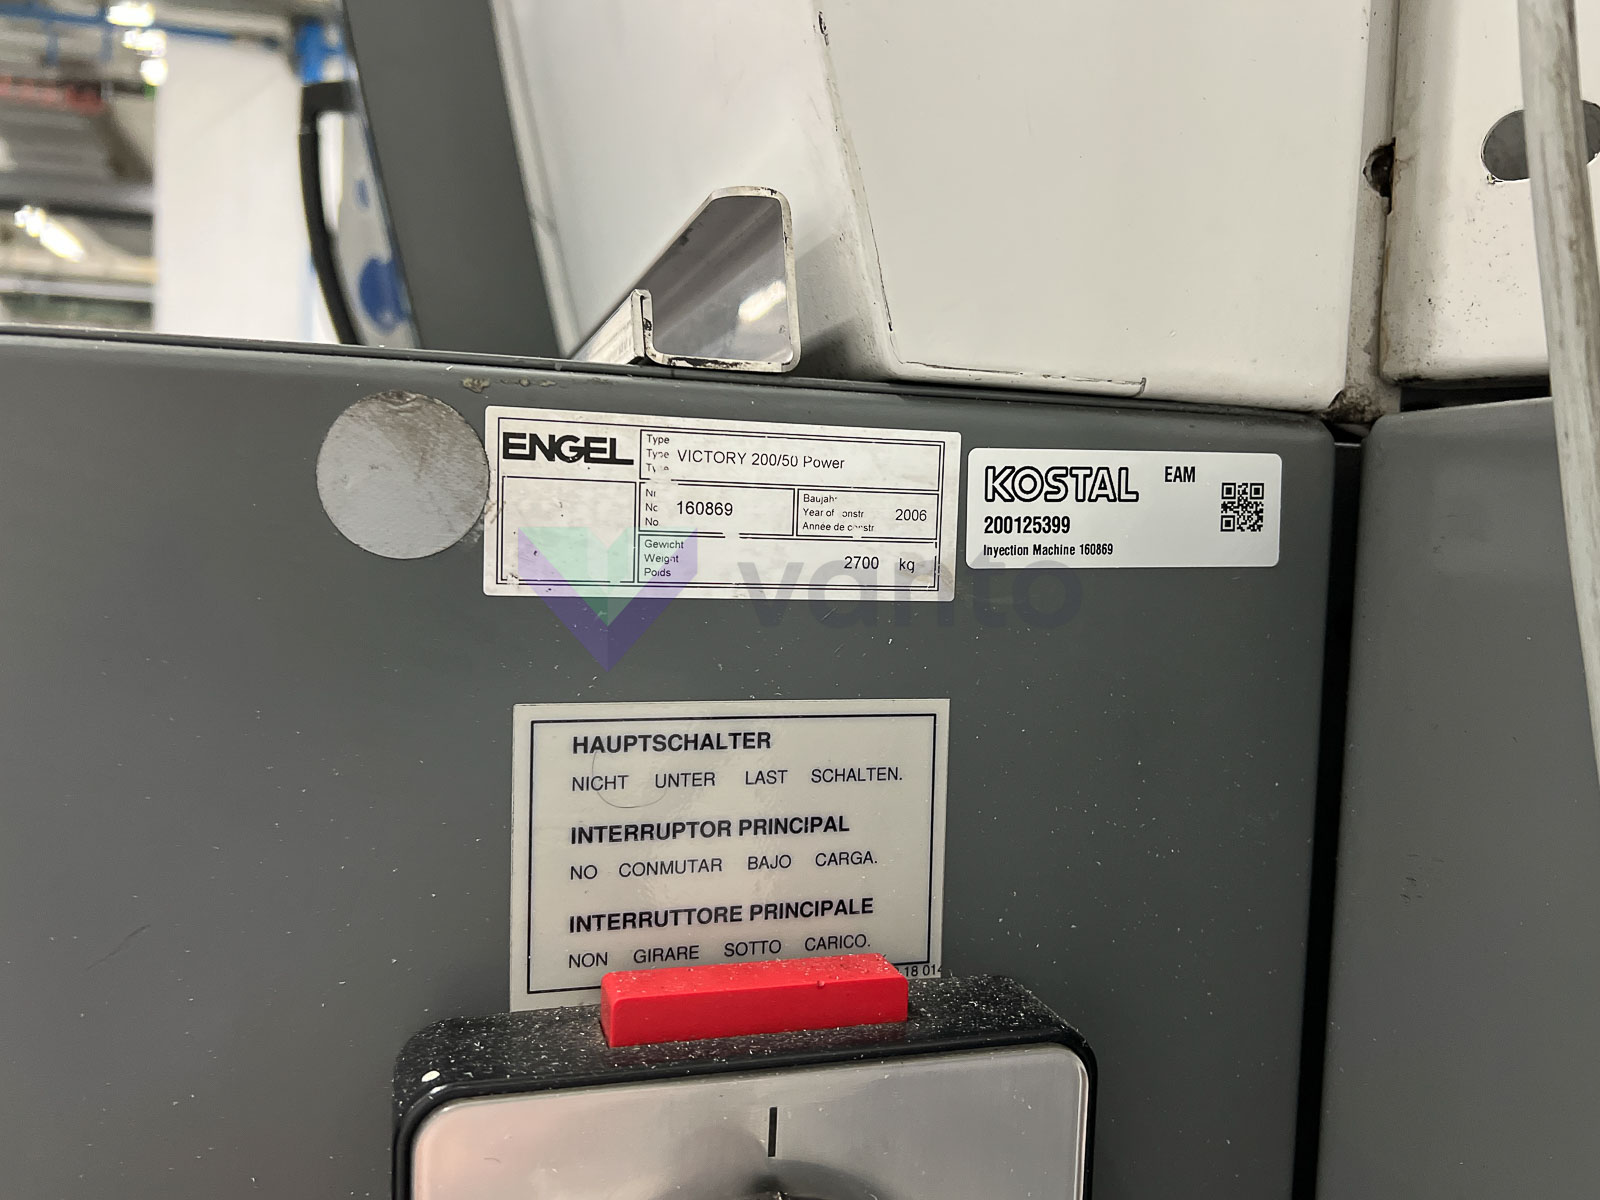 ENGEL
Type
Type VICTORY 200/50 Power
Nr
No 160869
No.
Baujahr
Year of constr 2006
Année de constr
Gewicht
Weight 2700 kg
Poids
KOSTAL EAM
200125399
Inyection Machine 160869
vanto
HAUPTSCHALTER
NICHT UNTER LAST SCHALTEN.
INTERRUPTOR PRINCIPAL
NO CONMUTAR BAJO CARGA.
INTERRUTTORE PRINCIPALE
NON GIRARE SOTTO CARICO.
18 014